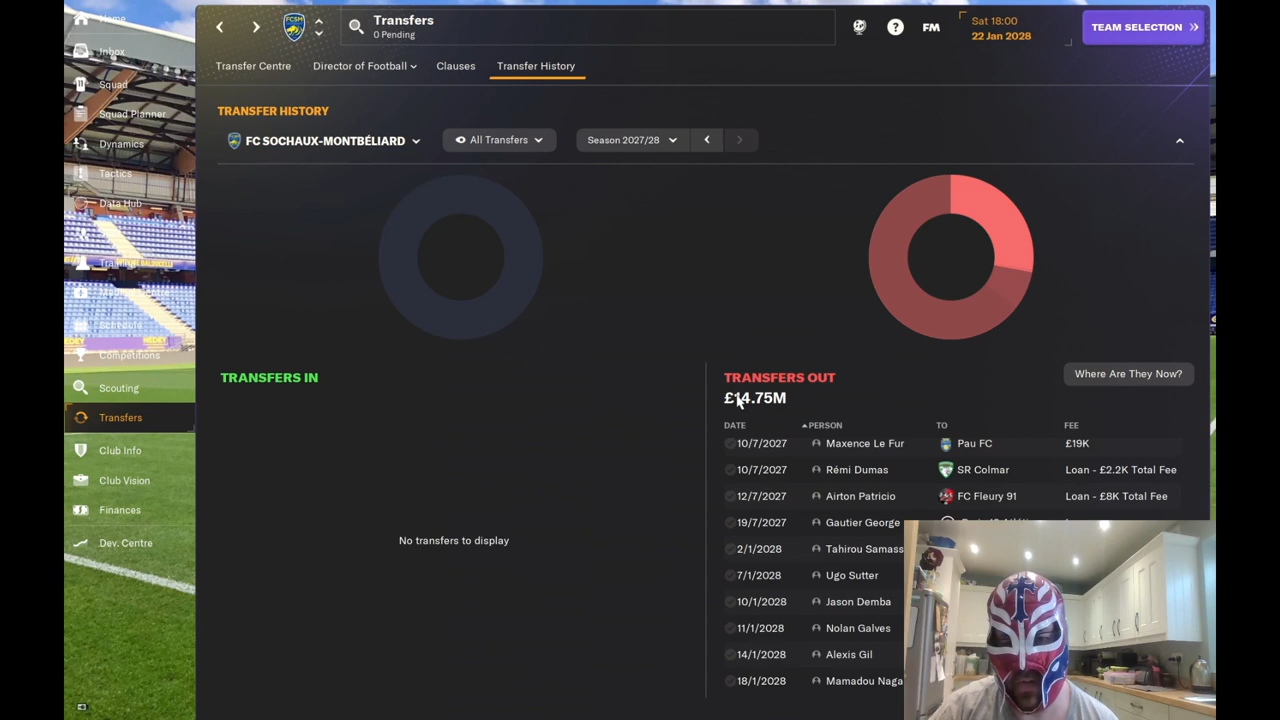 Transfers
0 Pending
FM
Sat 18:00
22 Jan 2028
TEAM SELECTION
Transfer Centre
Director of Football
Clauses
Transfer History
Home
Inbox
Squad
Squad Planner
Dynamics
Tactics
Data Hub
Schedule
Competitions
Scouting
Transfers
Club Info
Club Vision
Finances
Dev. Centre
TRANSFER HISTORY
FC SOCHAUX-MONTBÉLIARD
All Transfers
Season 2027/28
TRANSFERS IN
No transfers to display
TRANSFERS OUT
£14.75M
Where Are They Now?
DATE PERSON TO FEE
10/7/2027 Maxence Le Fur Pau FC £19K
10/7/2027 Rémi Dumas SR Colmar Loan - £2.2K Total Fee
12/7/2027 Airton Patricio FC Fleury 91 Loan - £8K Total Fee
19/7/2027 Gautier George
2/1/2028 Tahirou Samass
7/1/2028 Ugo Sutter
10/1/2028 Jason Demba
11/1/2028 Nolan Galves
14/1/2028 Alexis Gil
18/1/2028 Mamadou Naga